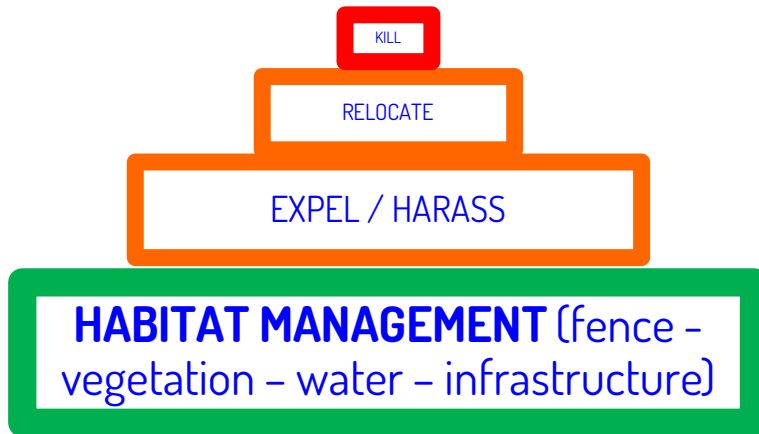 KILL
RELOCATE
EXPEL / HARASS
HABITAT MANAGEMENT (fence -
vegetation – water – infrastructure)